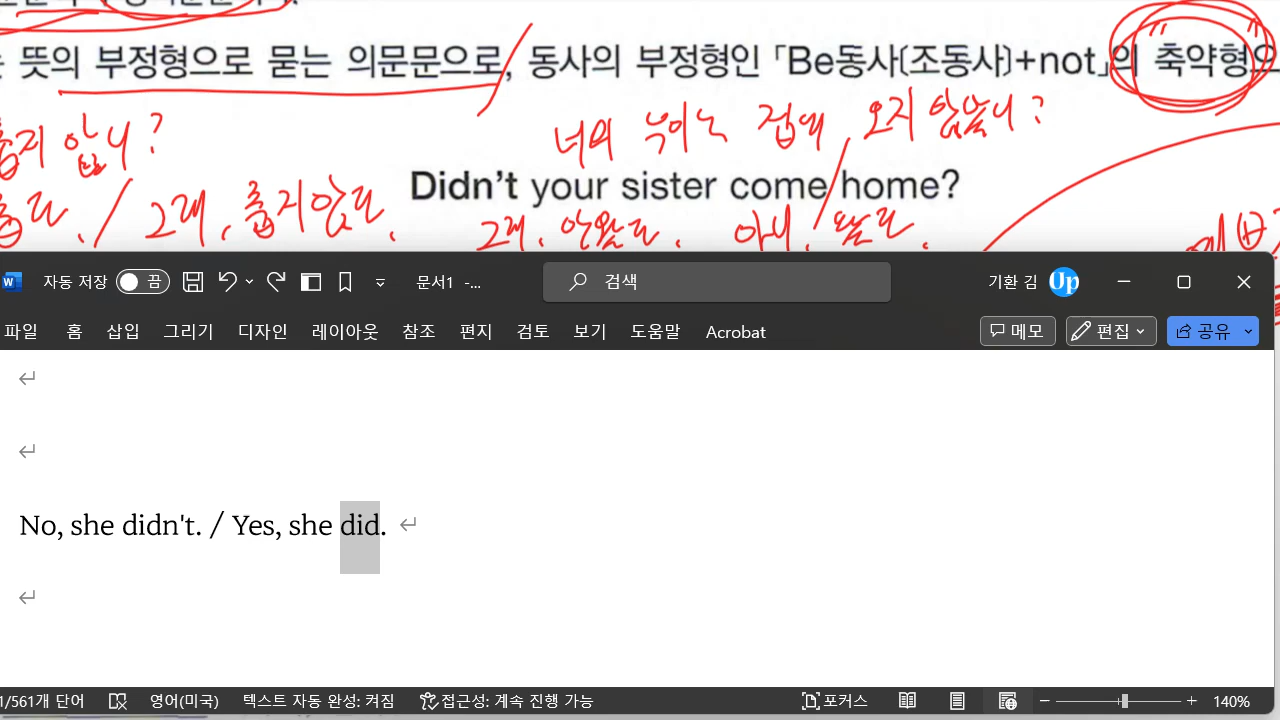 뜻의 부정형으로 묻는 의문문으로, 동사의 부정형인 「Be동사(조동사)+not」의 축약형으
너의 누이는 집에 오지 않았니?
춥지 않니?
Didn't your sister come home?
그래, 춥지 않단. 그래, 안왔단. 아니, 왔단.
자동 저장 끔 문서1 -... 검색 기환 김 Up
파일 홈 삽입 그리기 디자인 레이아웃 참조 편지 검토 보기 도움말 Acrobat 메모 편집 공유
No, she didn't. / Yes, she did.
1/561개 단어 영어(미국) 텍스트 자동 완성: 켜짐 접근성: 계속 진행 가능 포커스 140%